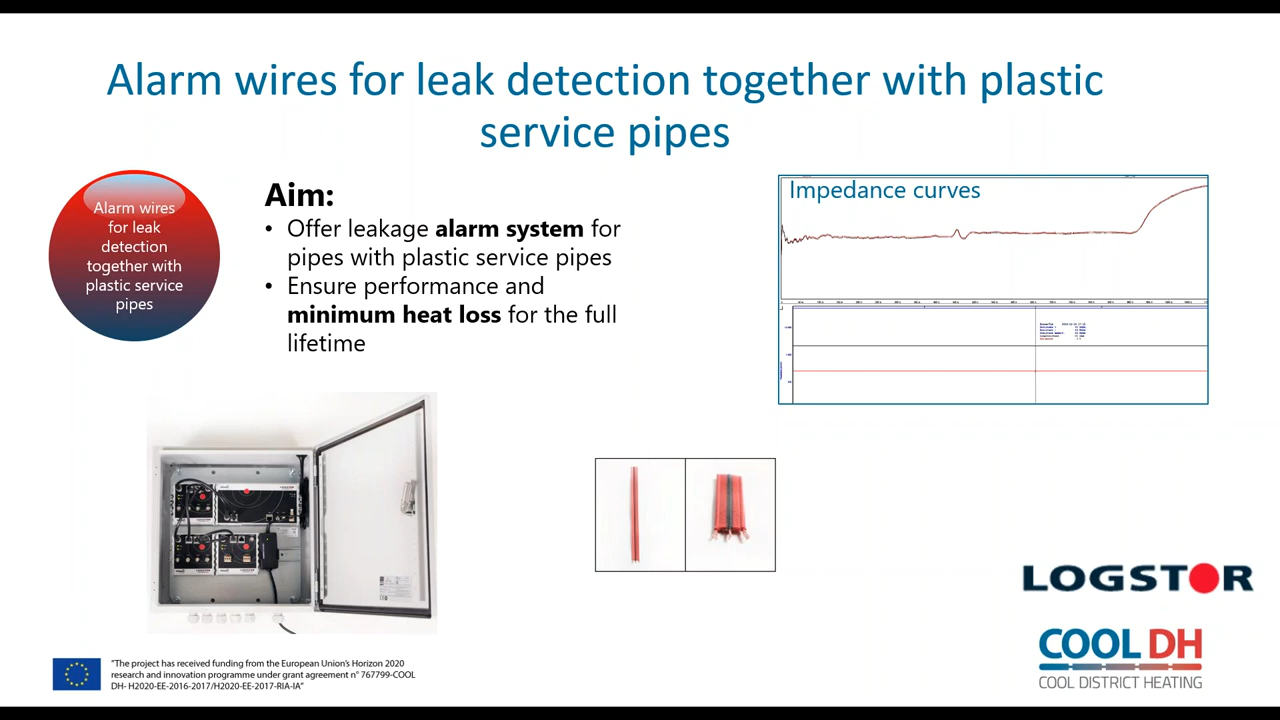 Alarm wires for leak detection together with plastic
service pipes
Alarm wires
for leak
detection
together with
plastic service
pipes
Aim:
• Offer leakage alarm system for
pipes with plastic service pipes
• Ensure performance and
minimum heat loss for the full
lifetime
Impedance curves
LOGSTOR
COOL DH
COOL DISTRICT HEATING
"The project has received funding from the European Union's Horizon 2020
research and innovation programme under grant agreement n° 767799-COOL
DH- H2020-EE-2016-2017/H2020-EE-2017-RIA-IA"